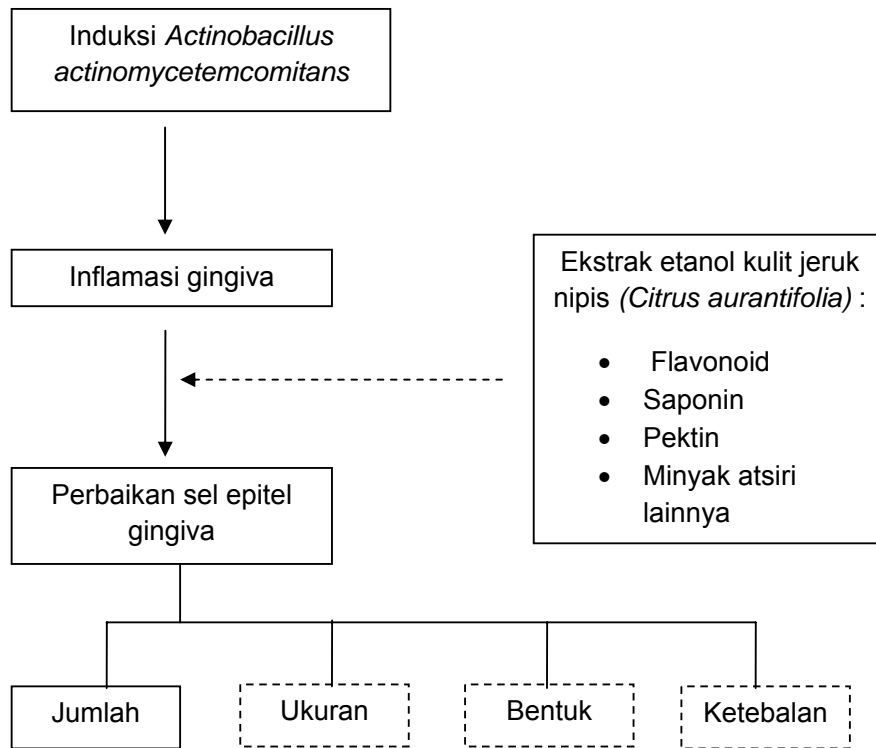 Induksi Actinobacillus
actinomycetemcomitans
Inflamasi gingiva
Ekstrak etanol kulit jeruk
nipis (Citrus aurantifolia) :
• Flavonoid
• Saponin
• Pektin
• Minyak atsiri
lainnya
Perbaikan sel epitel
gingiva
Jumlah
Ukuran
Bentuk
Ketebalan